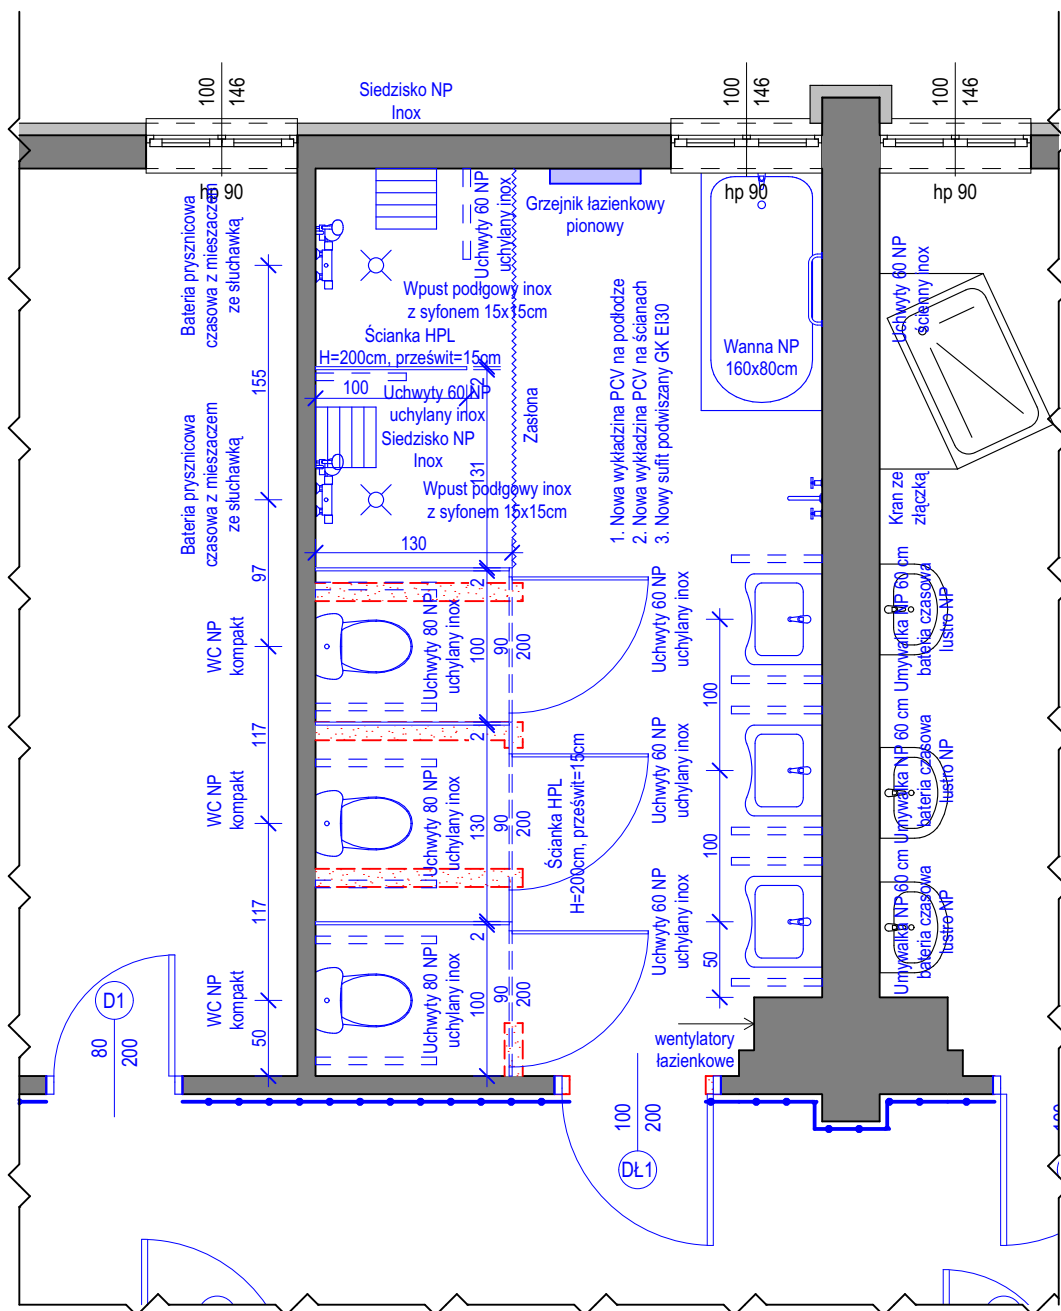 100
146
Siedzisko NP
Inox
100
146
100
146
hp 90
hp 90
hp 90
Bateria prysznicowa
czasowa z mieszaczem
ze słuchawką
Uchwyty 60 NP
uchylany inox
Grzejnik łazienkowy
pionowy
Wpust podłgowy inox
z syfonem 15x15cm
Ścianka HPL
H=200cm, prześwit=15cm
100
2
Uchwyty 60 NP
uchylany inox
Siedzisko NP
Inox
131
Wpust podłgowy inox
z syfonem 15x15cm
130
Zasłona
1. Nowa wykładzina PCV na podłodze
2. Nowa wykładzina PCV na ścianach
3. Nowy sufit podwiszany GK EI30
Wanna NP
160x80cm
Uchwyty 60 NP
ścienny inox
Kran ze
złączką
155
Bateria prysznicowa
czasowa z mieszaczem
ze słuchawką
97
WC NP
kompakt
117
WC NP
kompakt
117
WC NP
kompakt
50
2
Uchwyty 80 NP
uchylany inox
100
90
200
2
Uchwyty 80 NP
uchylany inox
130
90
200
2
Uchwyty 80 NP
uchylany inox
100
90
200
Ścianka HPL
H=200cm, prześwit=15cm
Uchwyty 60 NP
uchylany inox
100
Uchwyty 60 NP
uchylany inox
100
Uchwyty 60 NP
uchylany inox
50
Umywalka NP 60 cm
bateria czasowa
lustro NP
Umywalka NP 60 cm
bateria czasowa
lustro NP
Umywalka NP 60 cm
bateria czasowa
lustro NP
wentylatory
łazienkowe
D1
80
200
100
200
DŁ1